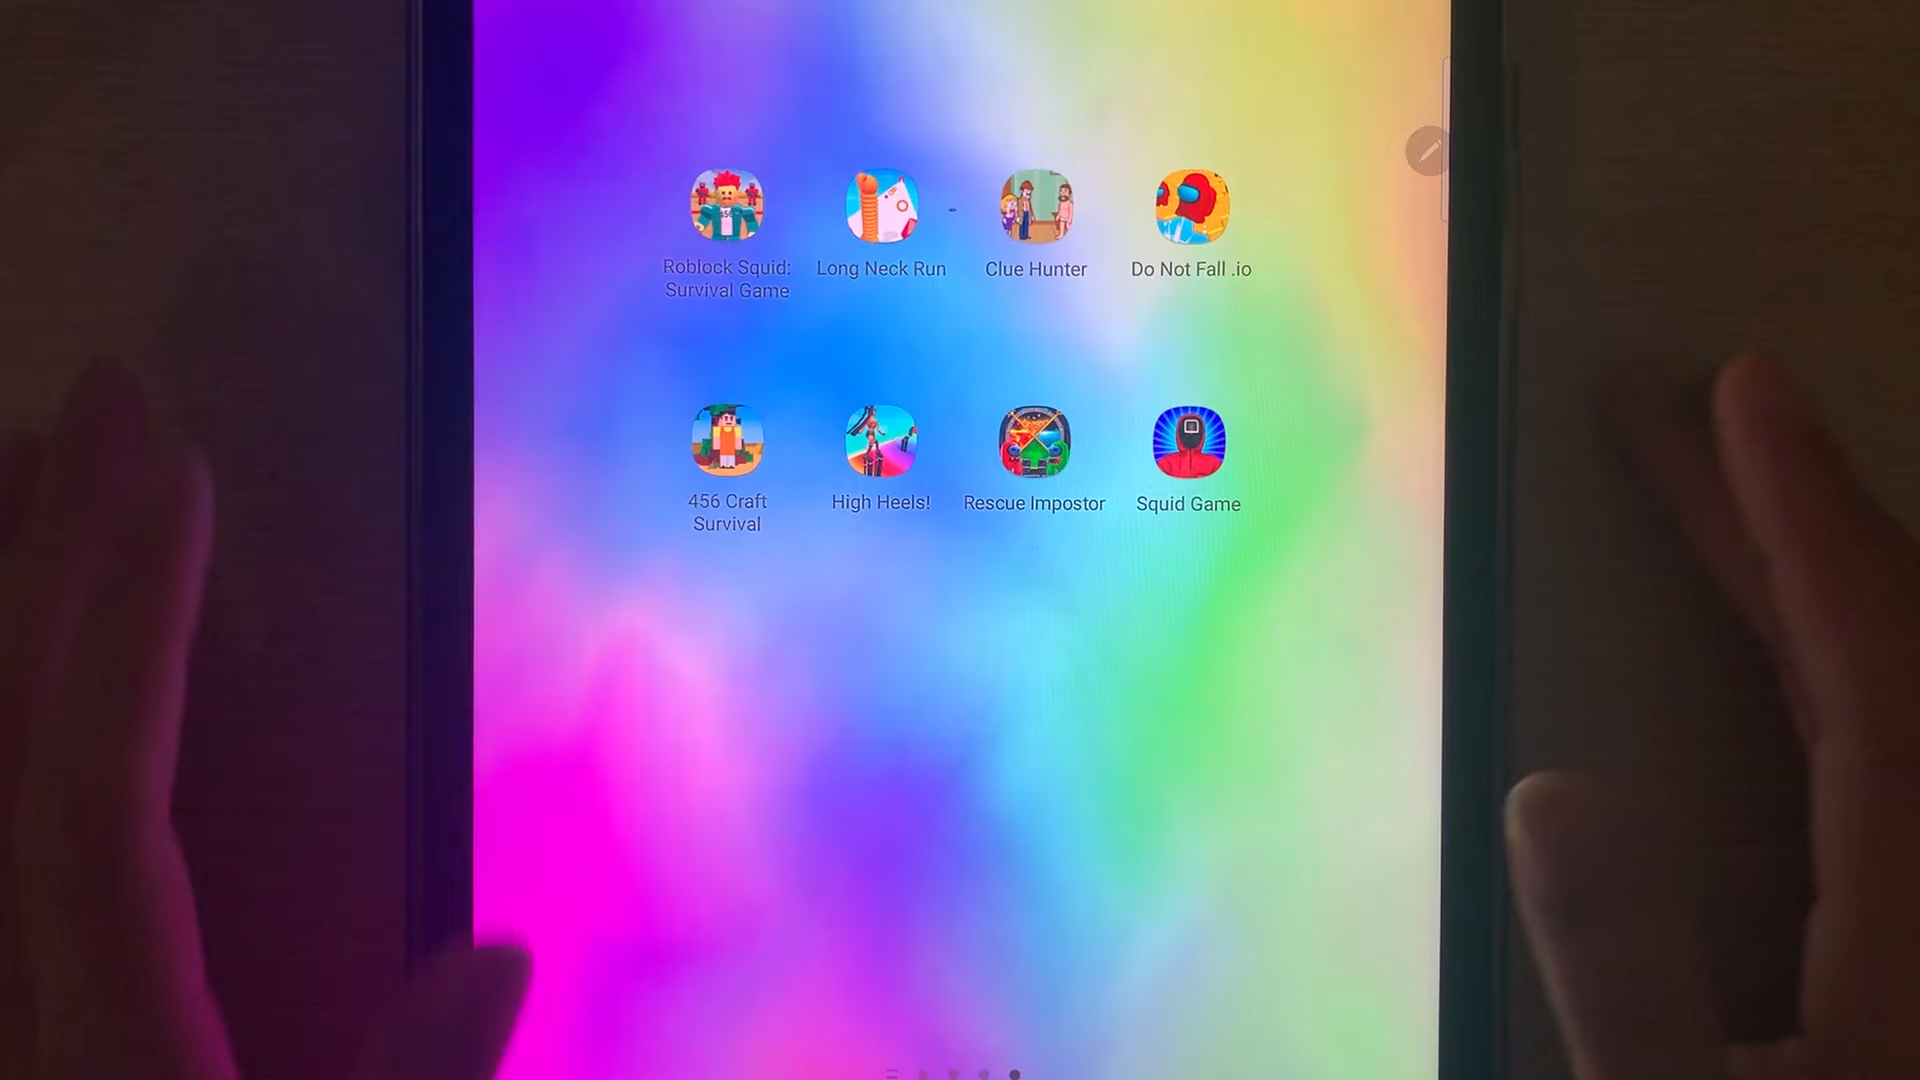 Roblock Squid:
Survival Game
Long Neck Run
Clue Hunter
Do Not Fall .io
456 Craft
Survival
High Heels!
Rescue Impostor
Squid Game